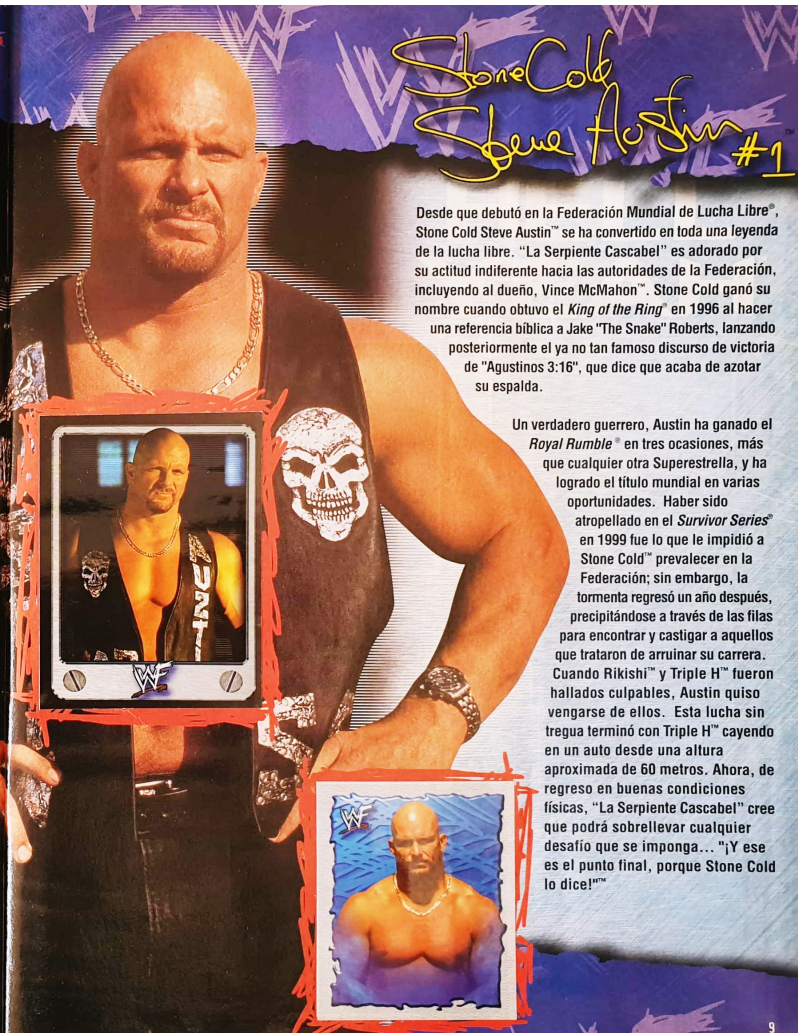 Stone Cold
Steve Austin™
#1
Desde que debutó en la Federación Mundial de Lucha Libre®,
Stone Cold Steve Austin™ se ha convertido en toda una leyenda
de la lucha libre. “La Serpiente Cascabel” es adorado por
su actitud indiferente hacia las autoridades de la Federación,
incluyendo al dueño, Vince McMahon™. Stone Cold ganó su
nombre cuando obtuvo el King of the Ring® en 1996 al hacer
una referencia bíblica a Jake "The Snake" Roberts, lanzando
posteriormente el ya no tan famoso discurso de victoria
de "Agustinos 3:16", que dice que acaba de azotar
su espalda.
Un verdadero guerrero, Austin ha ganado el
Royal Rumble® en tres ocasiones, más
que cualquier otra Superestrella, y ha
logrado el título mundial en varias
oportunidades. Haber sido
atropellado en el Survivor Series®
en 1999 fue lo que le impidió a
Stone Cold™ prevalecer en la
Federación; sin embargo, la
tormenta regresó un año después,
precipitándose a través de las filas
para encontrar y castigar a aquellos
que trataron de arruinar su carrera.
Cuando Rikishi™ y Triple H™ fueron
hallados culpables, Austin quiso
vengarse de ellos. Esta lucha sin
tregua terminó con Triple H™ cayendo
en un auto desde una altura
aproximada de 60 metros. Ahora, de
regreso en buenas condiciones
físicas, “La Serpiente Cascabel” cree
que podrá sobrellevar cualquier
desafío que se imponga... "¡Y ese
es el punto final, porque Stone Cold
lo dice!"™
9